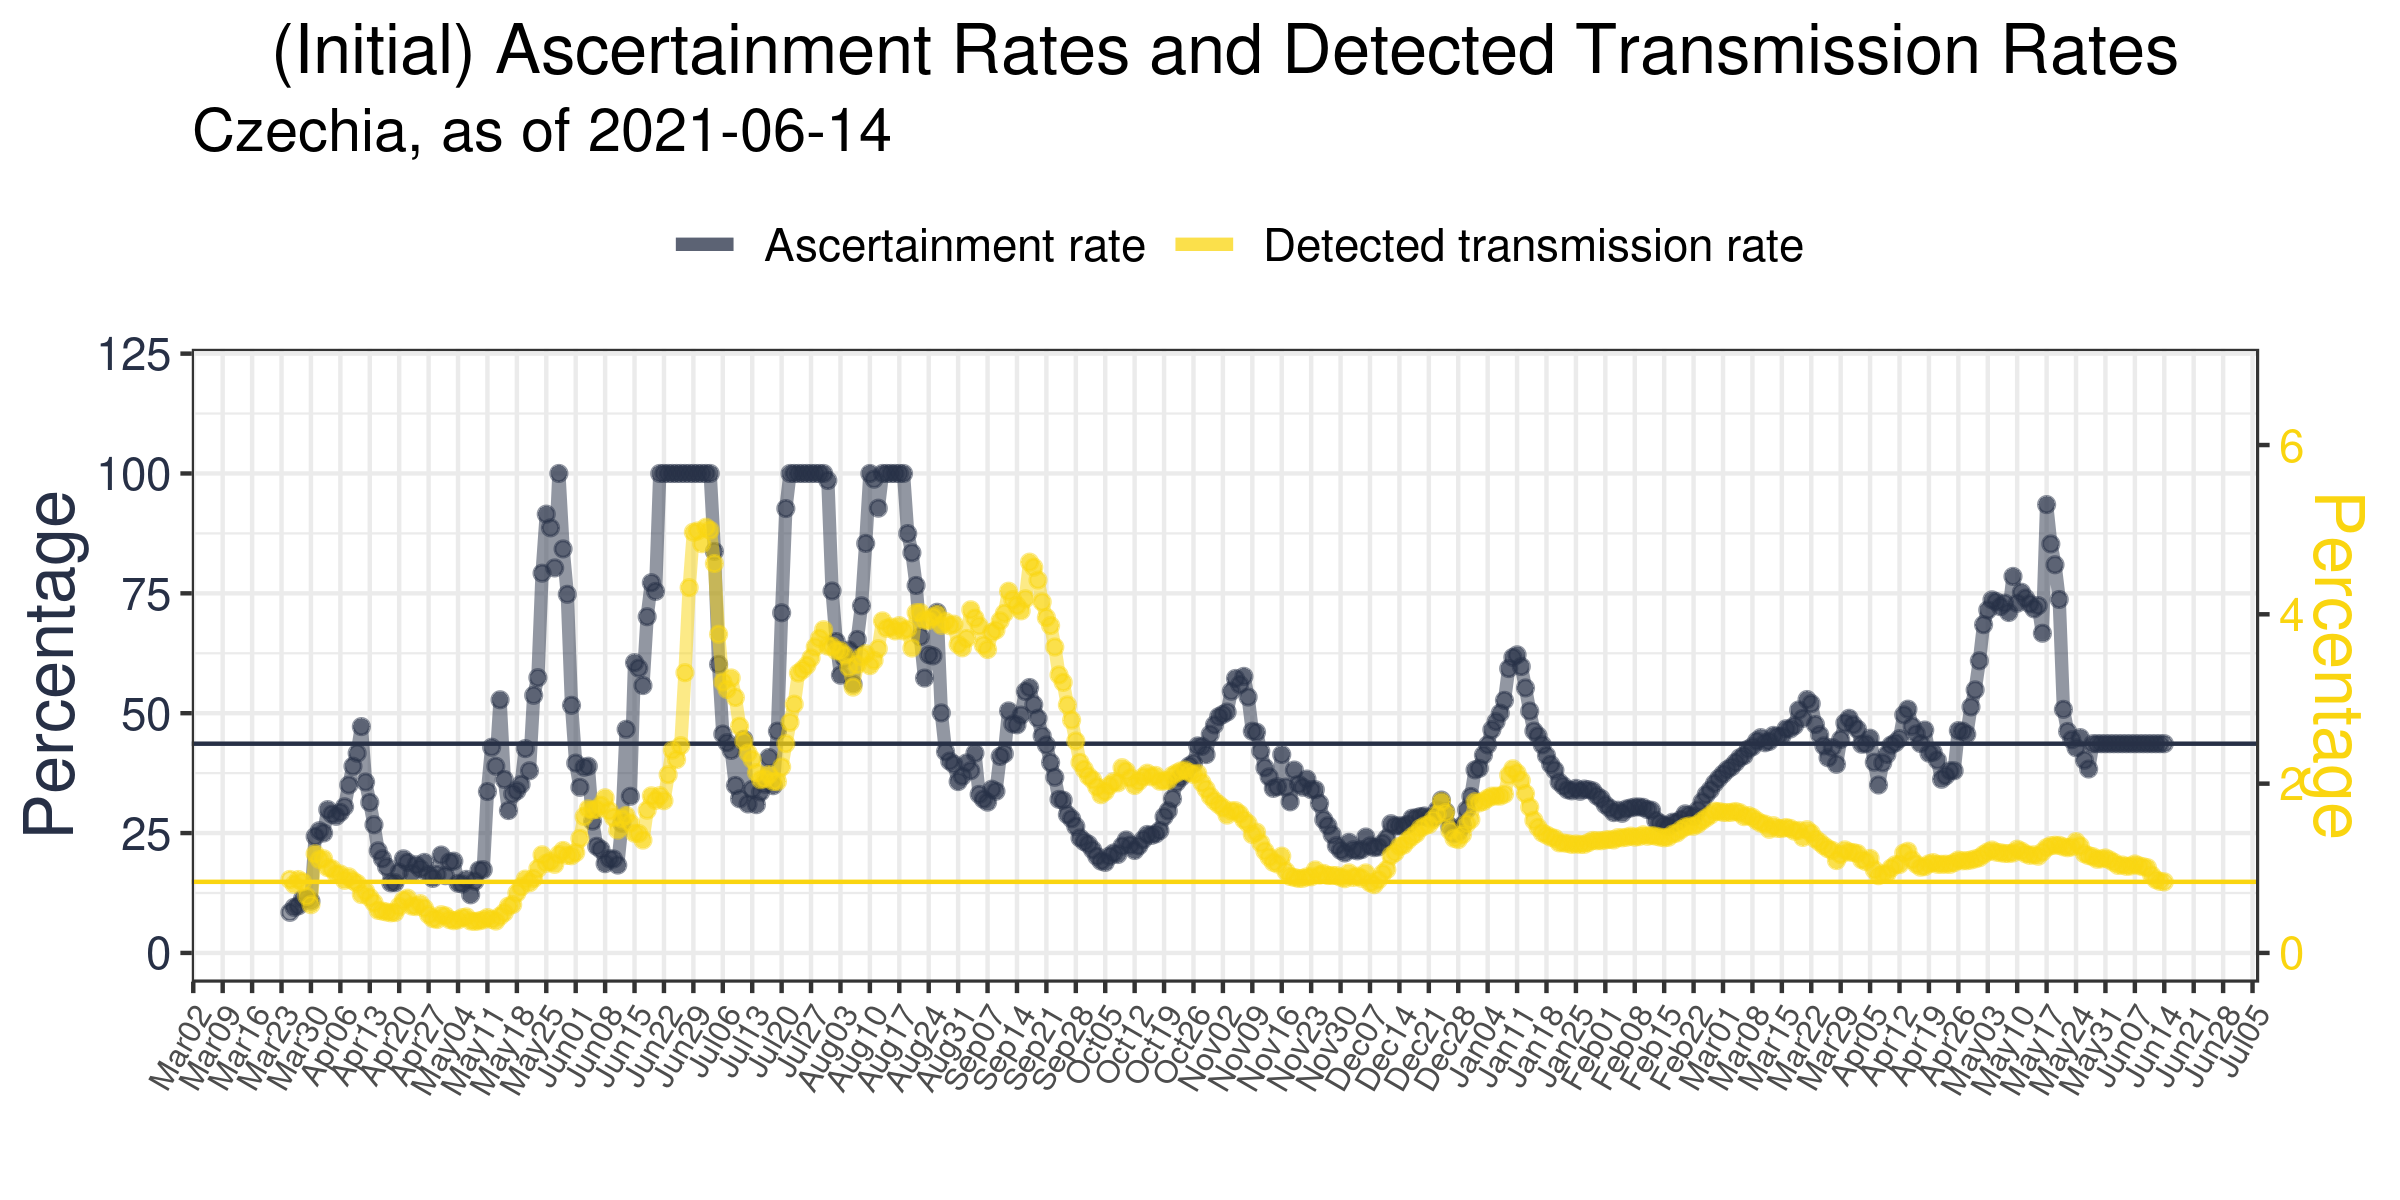 (Initial) Ascertainment Rates and Detected Transmission Rates
Czechia, as of 2021-06-14
Ascertainment rate
Detected transmission rate
Percentage
125
100
75
50
25
0
6
4
2
0
Percentage
Mar02
Mar09
Mar16
Mar23
Mar30
Apr06
Apr13
Apr20
Apr27
May04
May11
May18
May25
Jun01
Jun08
Jun15
Jun22
Jun29
Jul06
Jul13
Jul20
Jul27
Aug03
Aug10
Aug17
Aug24
Aug31
Sep07
Sep14
Sep21
Sep28
Oct05
Oct12
Oct19
Oct26
Nov02
Nov09
Nov16
Nov23
Nov30
Dec07
Dec14
Dec21
Dec28
Jan04
Jan11
Jan18
Jan25
Feb01
Feb08
Feb15
Feb22
Mar01
Mar08
Mar15
Mar22
Mar29
Apr05
Apr12
Apr19
Apr26
May03
May10
May17
May24
May31
Jun07
Jun14
Jun21
Jun28
Jul05